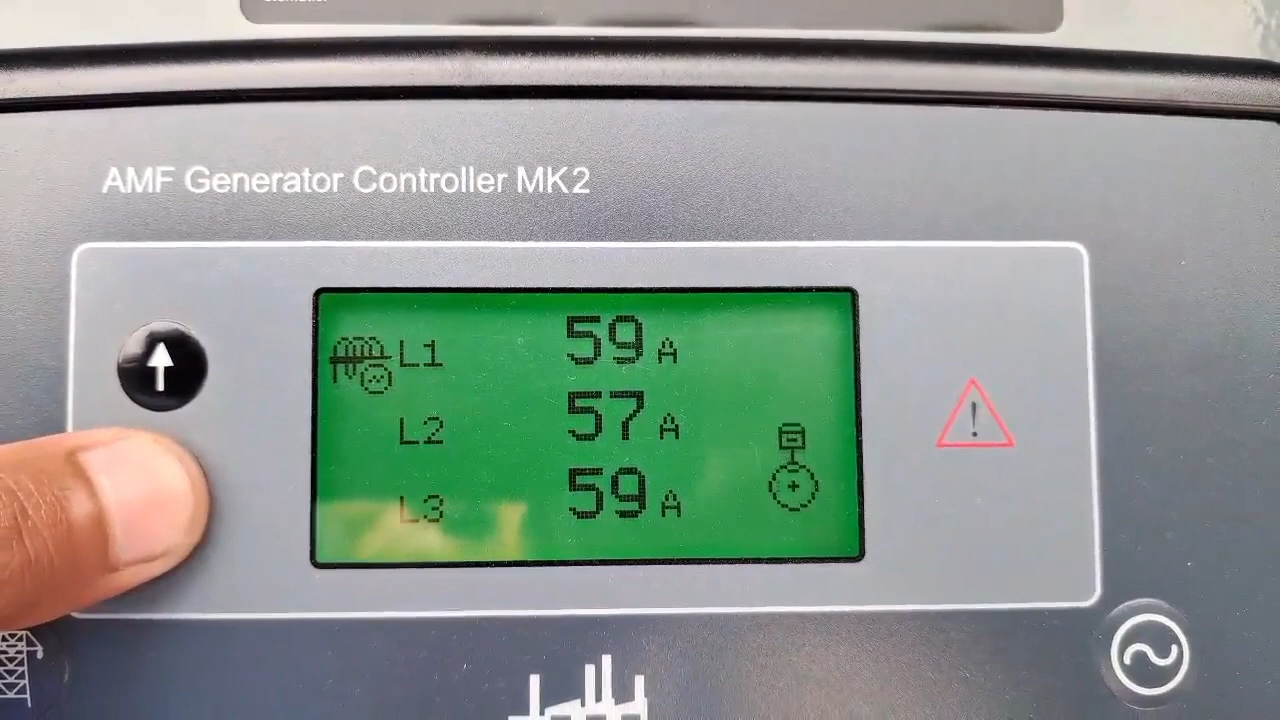 AMF Generator Controller MK2
L1 59 A
L2 57 A
L3 59 A